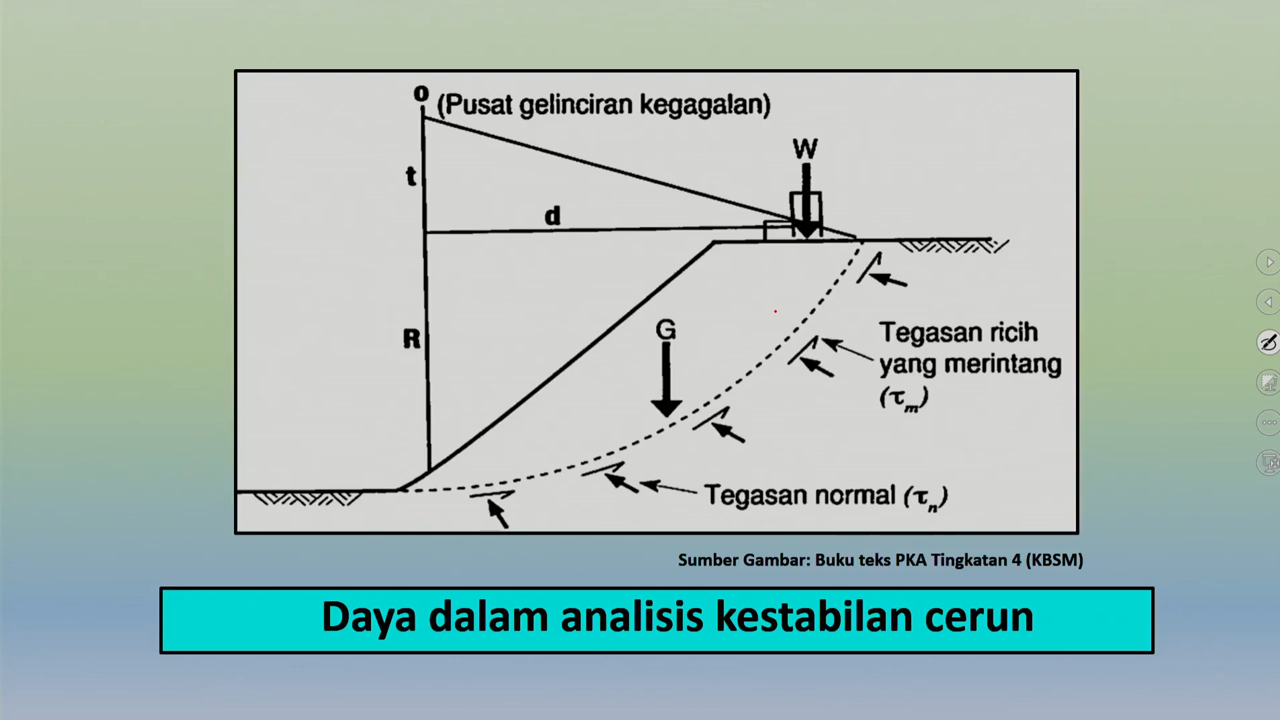 o (Pusat gelinciran kegagalan)
W
t
d
R
G
Tegasan ricih
yang merintang
(τm)
Tegasan normal (τn)
Sumber Gambar: Buku teks PKA Tingkatan 4 (KBSM)
Daya dalam analisis kestabilan cerun